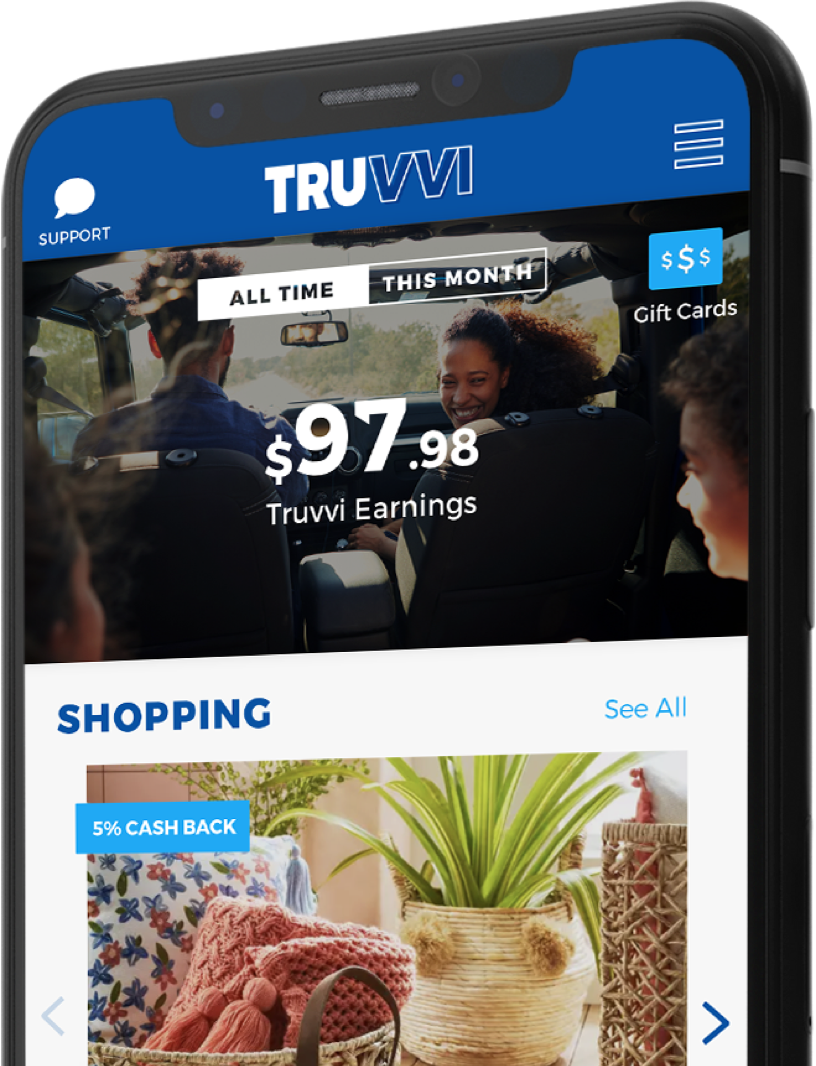 TRUVVI
SUPPORT
ALL TIME
THIS MONTH
$$$
Gift Cards
$97.98
Truvvi Earnings
SHOPPING
See All
5% CASH BACK